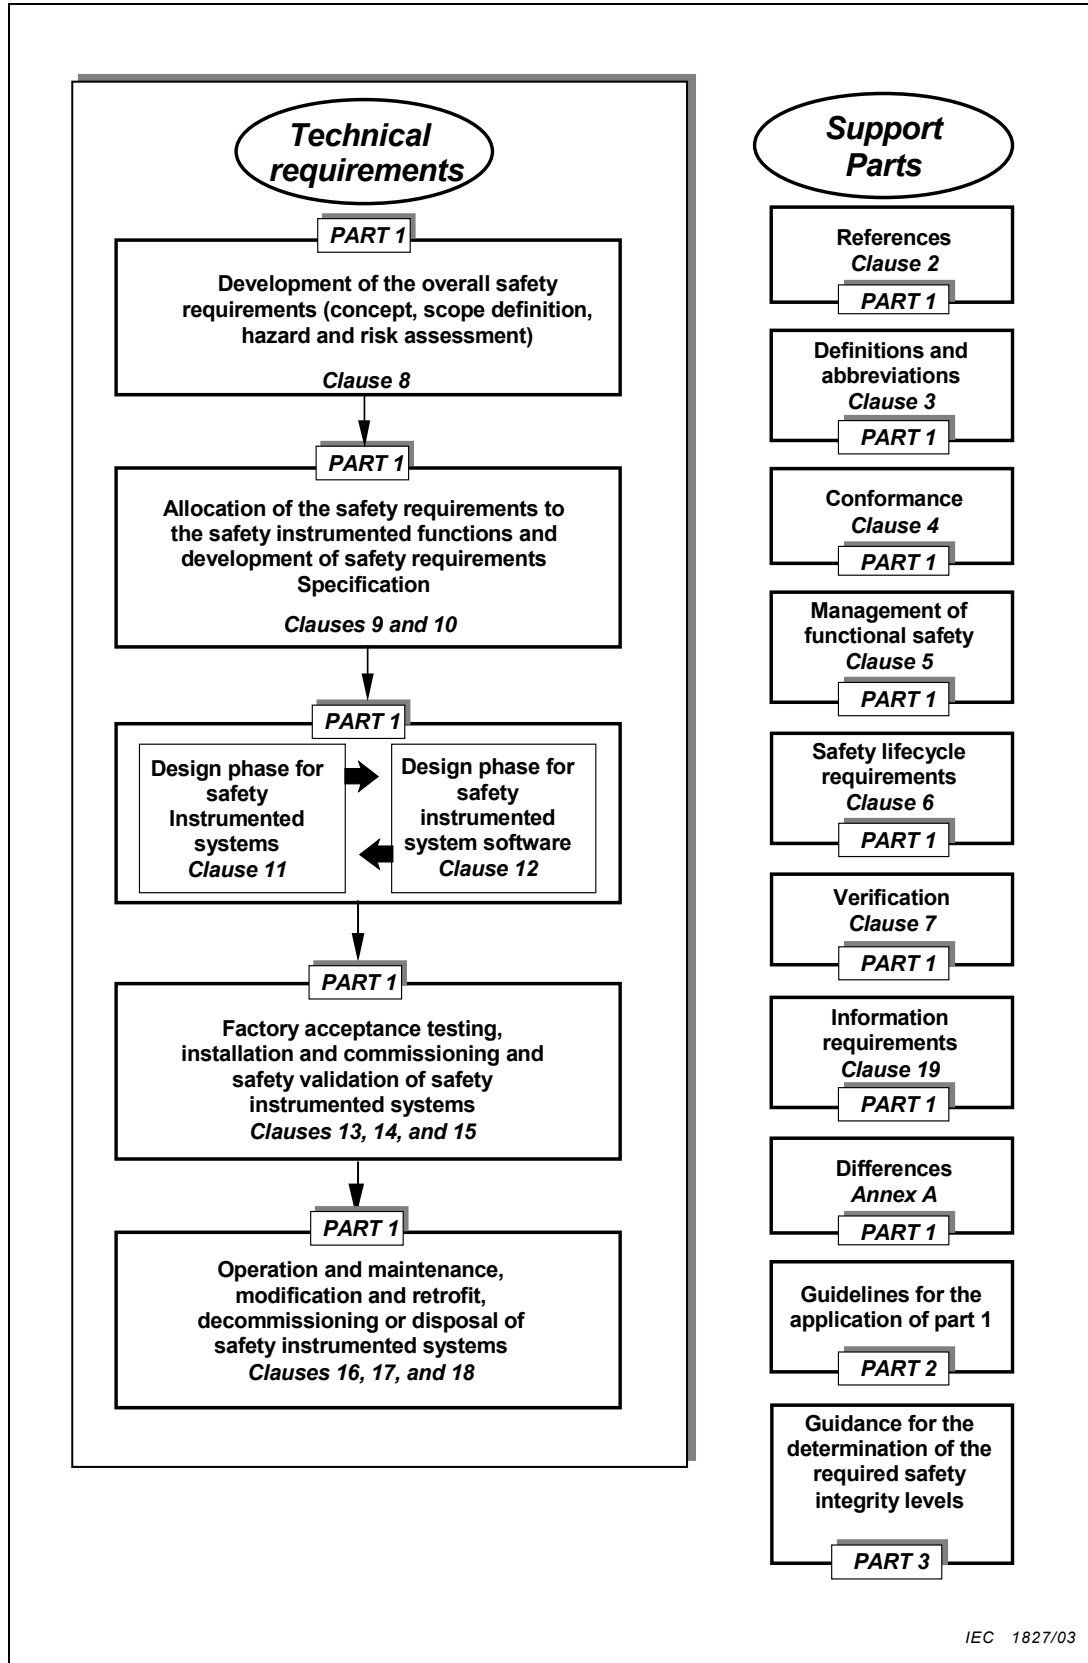 Technical
requirements
PART 1
Development of the overall safety
requirements (concept, scope definition,
hazard and risk assessment)
Clause 8
PART 1
Allocation of the safety requirements to
the safety instrumented functions and
development of safety requirements
Specification
Clauses 9 and 10
PART 1
Design phase for
safety
Instrumented
systems
Clause 11
Design phase for
safety
instrumented
system software
Clause 12
PART 1
Factory acceptance testing,
installation and commissioning and
safety validation of safety
instrumented systems
Clauses 13, 14, and 15
PART 1
Operation and maintenance,
modification and retrofit,
decommissioning or disposal of
safety instrumented systems
Clauses 16, 17, and 18
Support
Parts
References
Clause 2
PART 1
Definitions and
abbreviations
Clause 3
PART 1
Conformance
Clause 4
PART 1
Management of
functional safety
Clause 5
PART 1
Safety lifecycle
requirements
Clause 6
PART 1
Verification
Clause 7
PART 1
Information
requirements
Clause 19
PART 1
Differences
Annex A
PART 1
Guidelines for the
application of part 1
PART 2
Guidance for the
determination of the
required safety
integrity levels
PART 3
IEC 1827/03